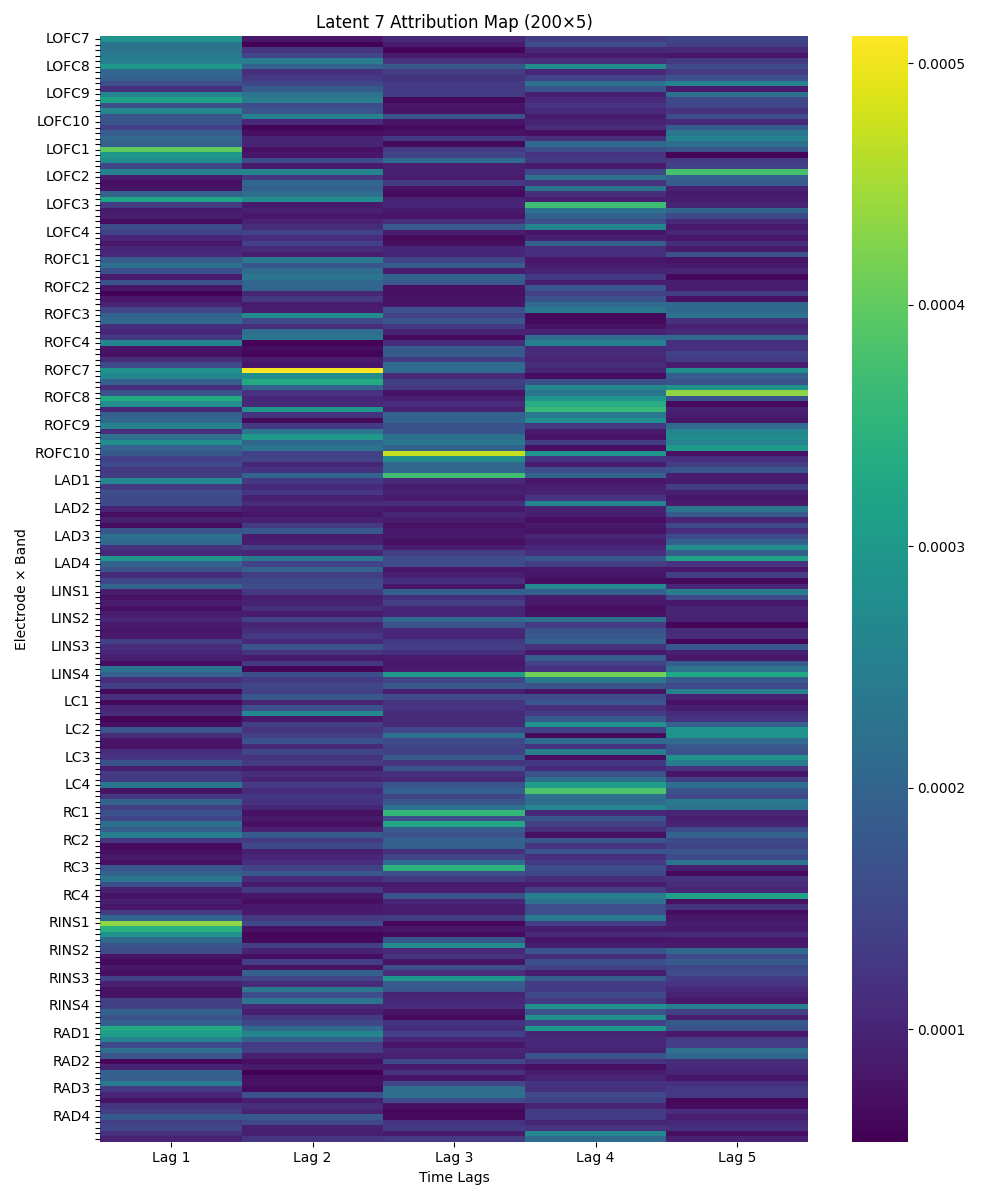 Latent 7 Attribution Map (200×5)
LOFC7
LOFC8
LOFC9
LOFC10
LOFC1
LOFC2
LOFC3
LOFC4
ROFC1
ROFC2
ROFC3
ROFC4
ROFC7
ROFC8
ROFC9
ROFC10
LAD1
LAD2
LAD3
LAD4
LINS1
LINS2
LINS3
LINS4
LC1
LC2
LC3
LC4
RC1
RC2
RC3
RC4
RINS1
RINS2
RINS3
RINS4
RAD1
RAD2
RAD3
RAD4
Electrode × Band
Lag 1 Lag 2 Lag 3 Lag 4 Lag 5
Time Lags
0.0005
0.0004
0.0003
0.0002
0.0001